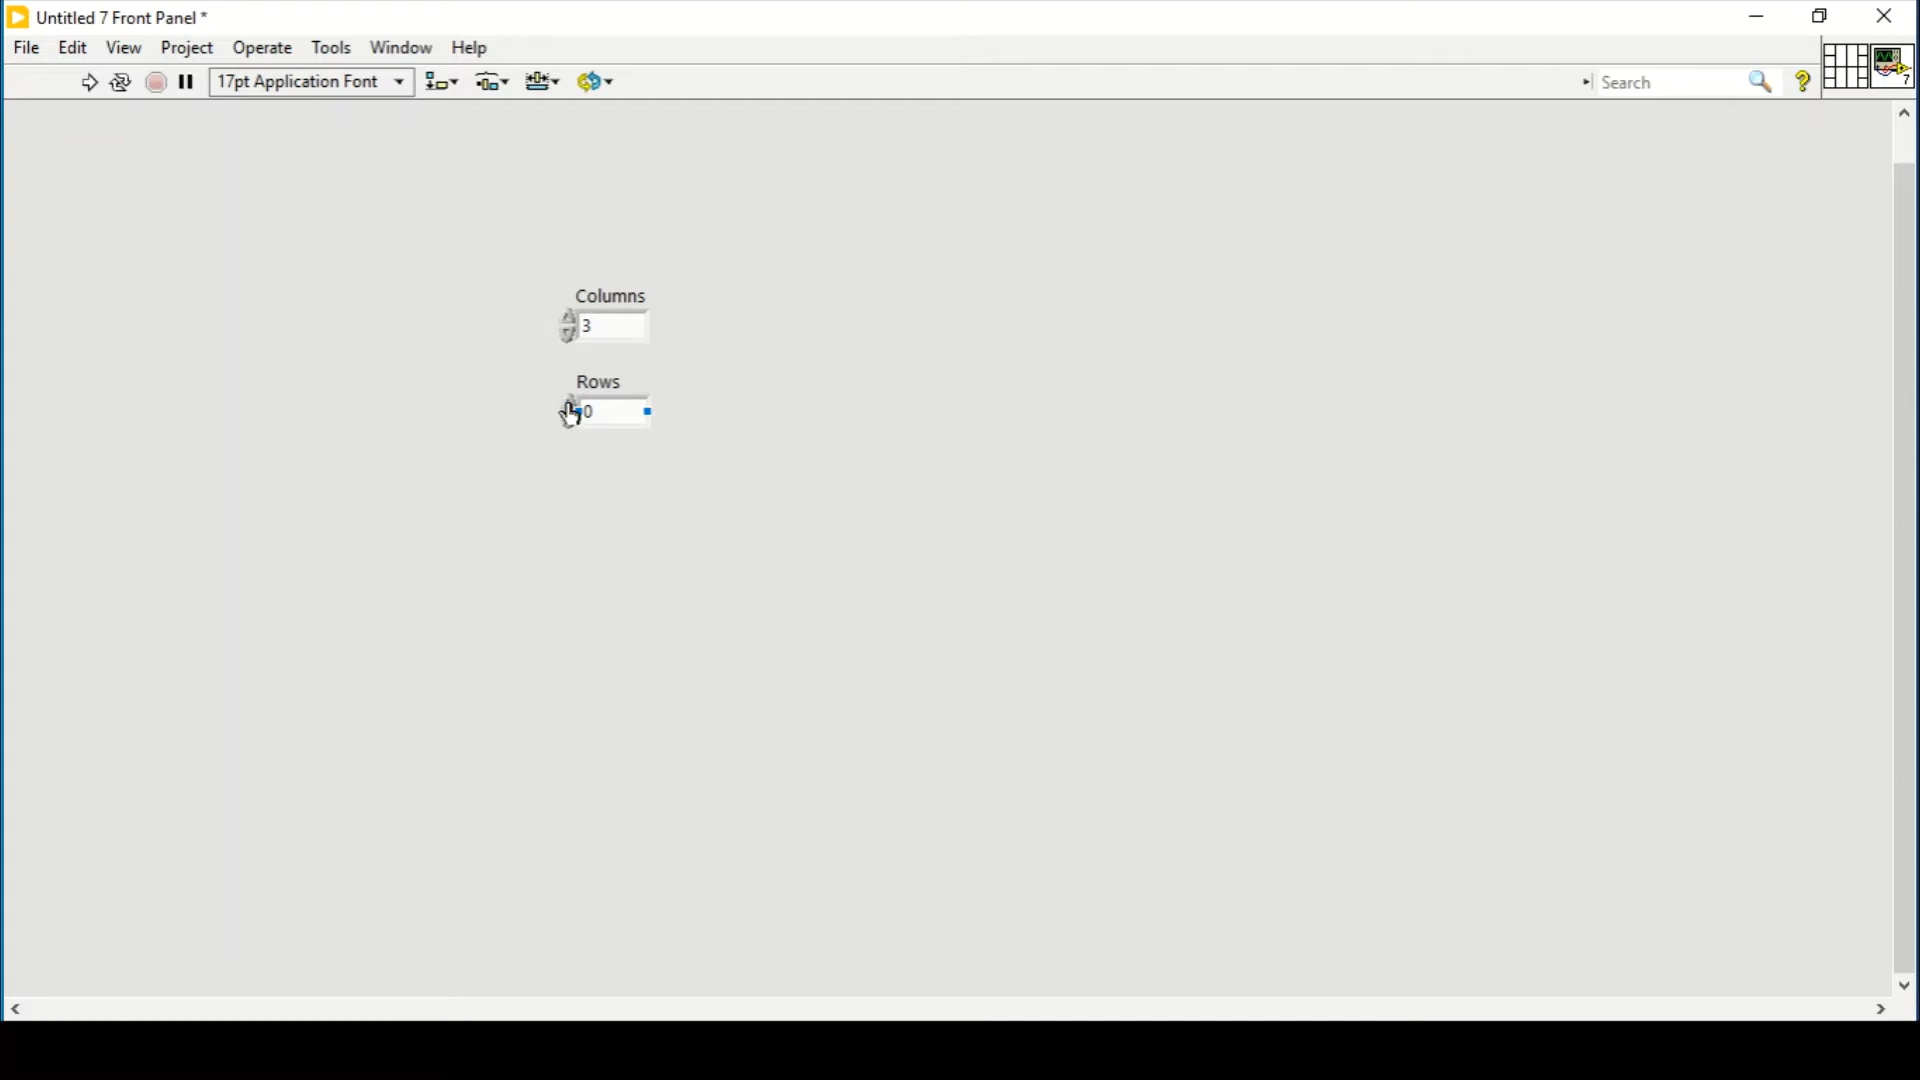 Untitled 7 Front Panel *
File Edit View Project Operate Tools Window Help
17pt Application Font
Search
?
7
Columns
3
Rows
0